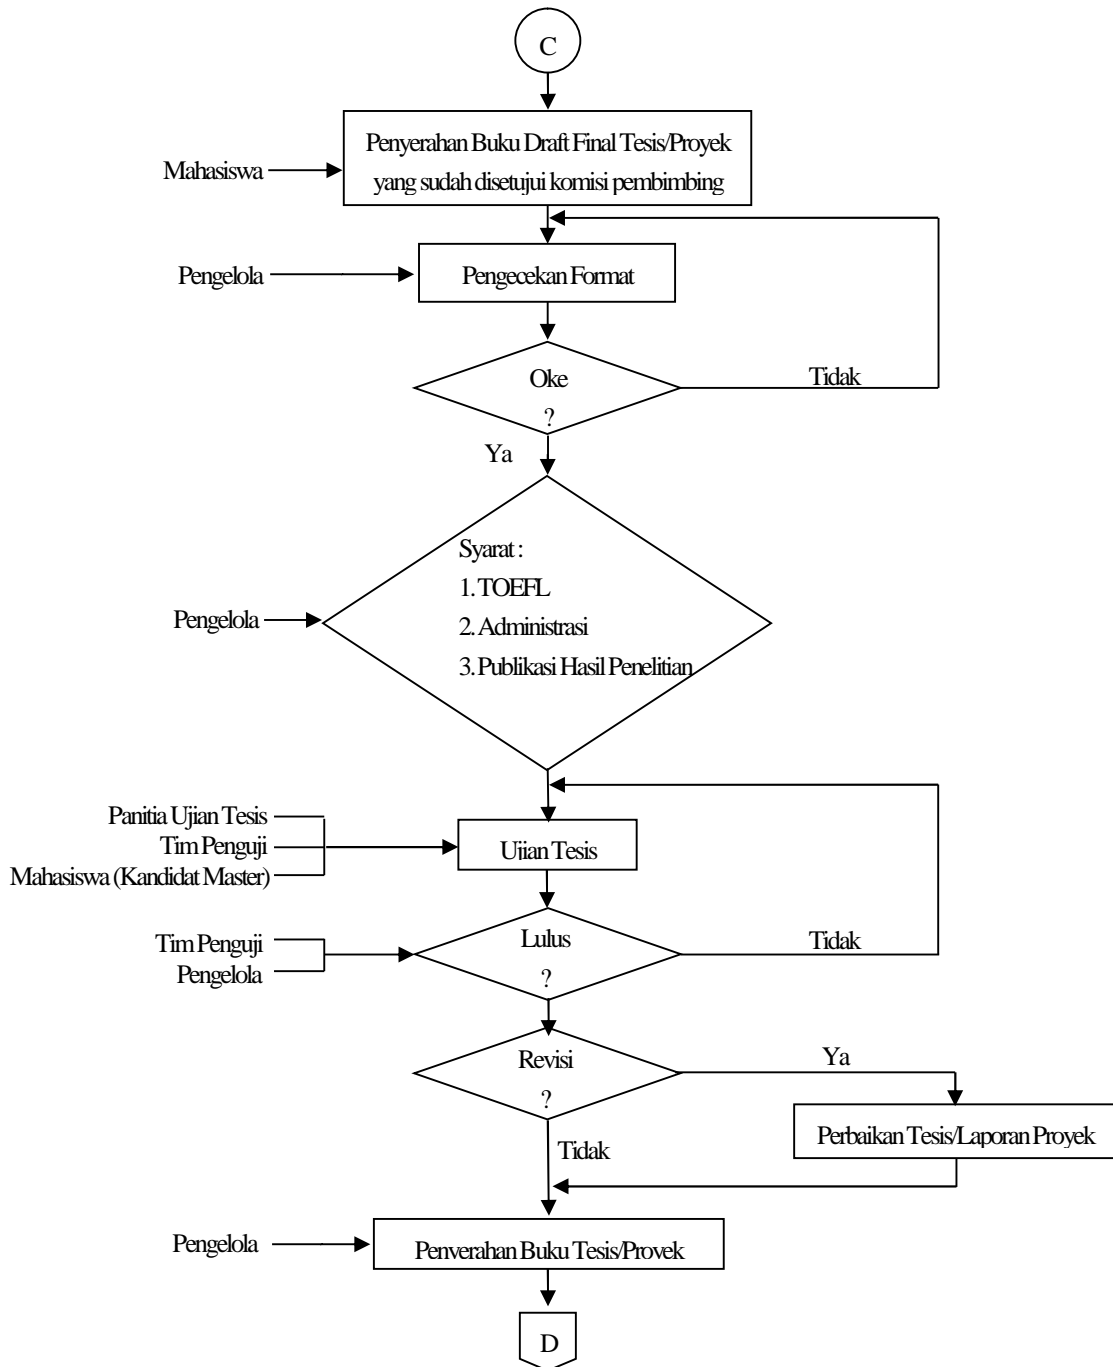 C
Penyerahan Buku Draft Final Tesis/Proyek
Mahasiswa
yang sudah disetujui komisi pembimbing
Pengelola
Pengecekan Format
Oke
Tidak
?
Ya
Syarat :
1. TOEFL
Pengelola
2. Administrasi
3. Publikasi Hasil Penelitian
Panitia Ujian Tesis
Tim Penguji
Ujian Tesis
Mahasiswa (Kandidat Master)
Tim Penguji
Lulus
Tidak
Pengelola
?
Revisi
Ya
?
Perbaikan Tesis/Laporan Proyek
Tidak
Pengelola
Penyerahan Buku Tesis/Proyek
D